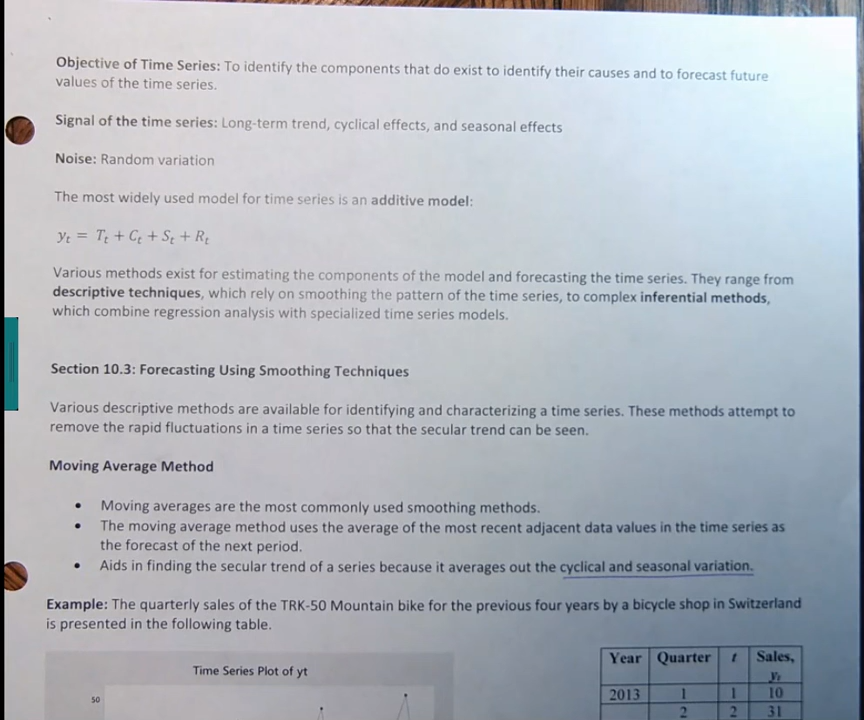 Objective of Time Series: To identify the components that do exist to identify their causes and to forecast future
values of the time series.
Signal of the time series: Long-term trend, cyclical effects, and seasonal effects
Noise: Random variation
The most widely used model for time series is an additive model:
yₜ = Tₜ + Cₜ + Sₜ + Rₜ
Various methods exist for estimating the components of the model and forecasting the time series. They range from
descriptive techniques, which rely on smoothing the pattern of the time series, to complex inferential methods,
which combine regression analysis with specialized time series models.
Section 10.3: Forecasting Using Smoothing Techniques
Various descriptive methods are available for identifying and characterizing a time series. These methods attempt to
remove the rapid fluctuations in a time series so that the secular trend can be seen.
Moving Average Method
• Moving averages are the most commonly used smoothing methods.
• The moving average method uses the average of the most recent adjacent data values in the time series as
the forecast of the next period.
• Aids in finding the secular trend of a series because it averages out the cyclical and seasonal variation.
Example: The quarterly sales of the TRK-50 Mountain bike for the previous four years by a bicycle shop in Switzerland
is presented in the following table.
Time Series Plot of yt
50
Year Quarter t Sales,
yₜ
2013 1 1 10
2 2 31